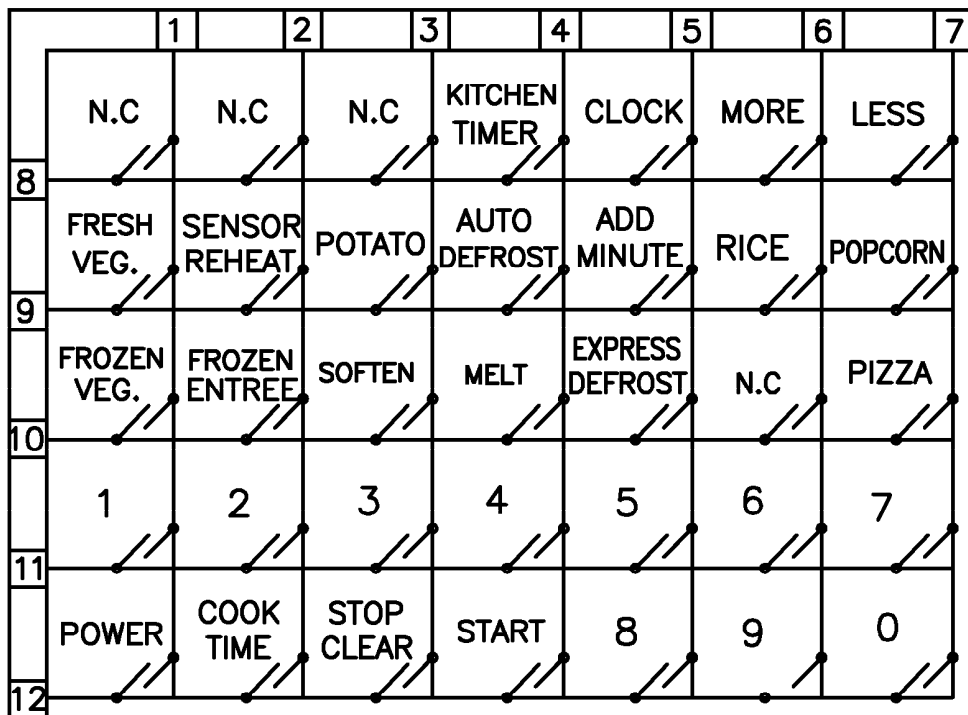 1 2 3 4 5 6 7
N.C N.C N.C KITCHEN TIMER CLOCK MORE LESS
8
FRESH VEG. SENSOR REHEAT POTATO AUTO DEFROST ADD MINUTE RICE POPCORN
9
FROZEN VEG. FROZEN ENTREE SOFTEN MELT EXPRESS DEFROST N.C PIZZA
10
1 2 3 4 5 6 7
11
POWER COOK TIME STOP CLEAR START 8 9 0
12